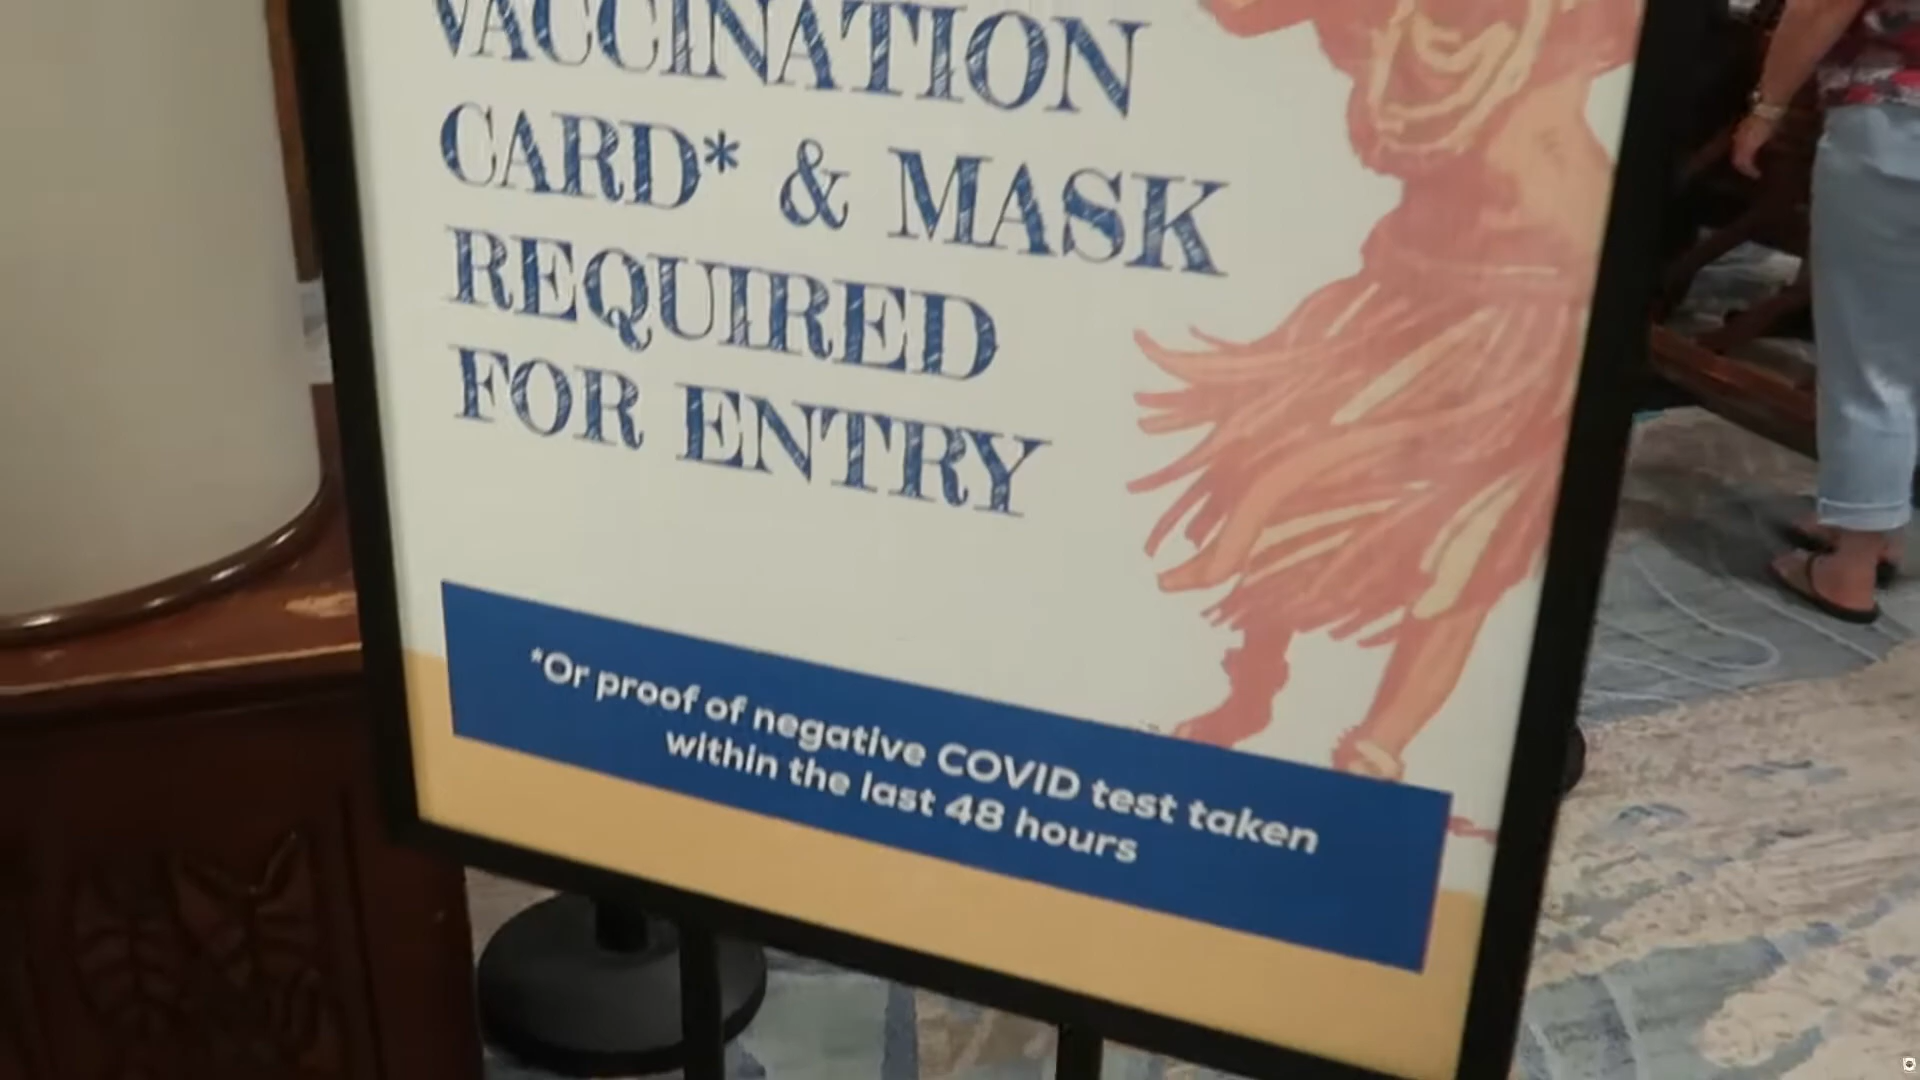 VACCINATION
CARD* & MASK
REQUIRED
FOR ENTRY
*Or proof of negative COVID test taken
within the last 48 hours